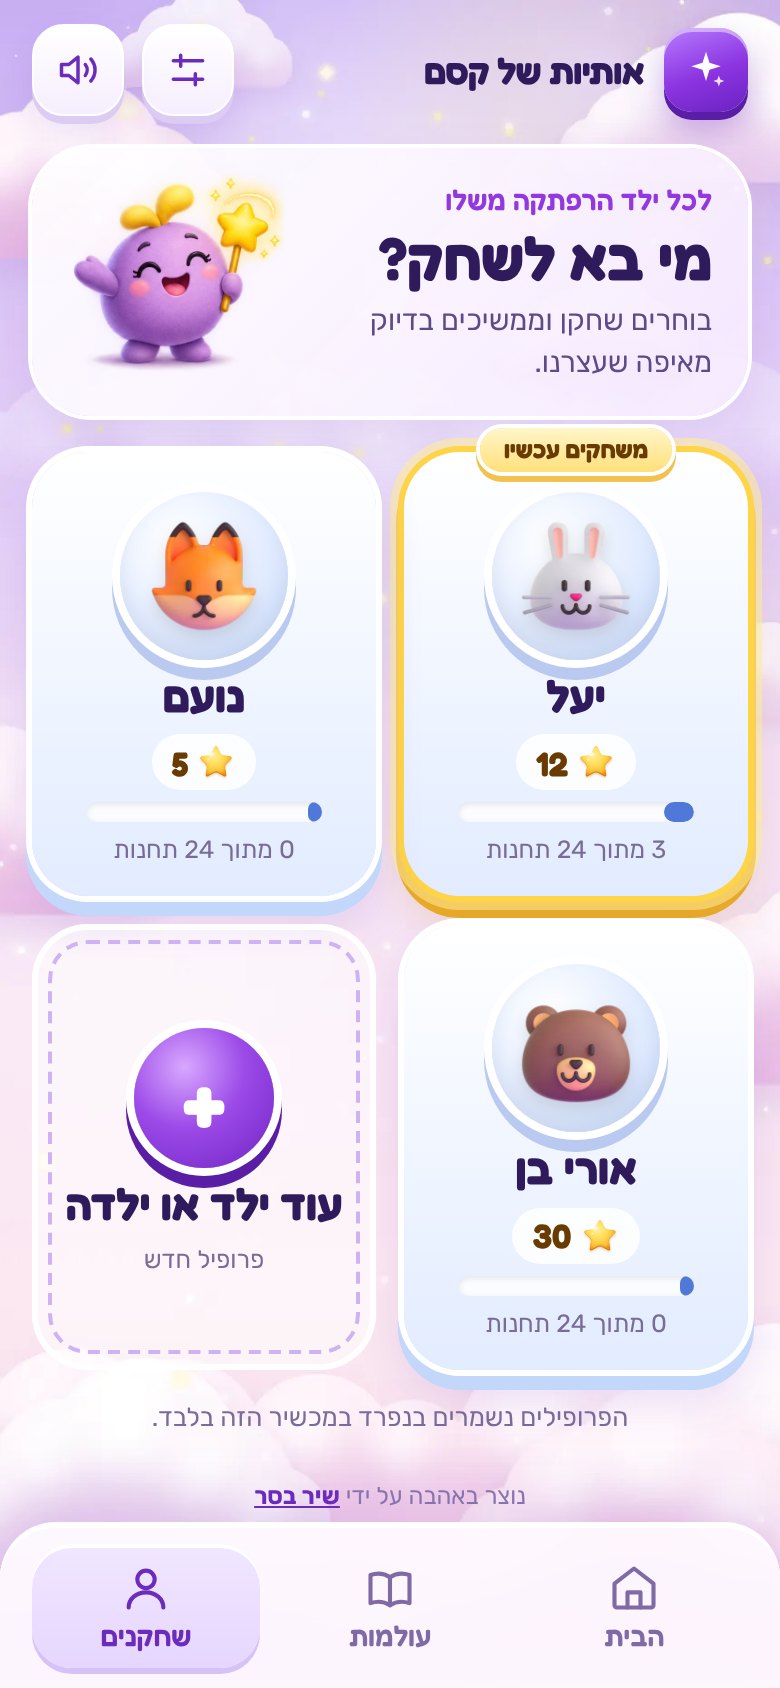 אותיות של קסם
לכל ילד הרפתקה משלו
מי בא לשחק?
בוחרים שחקן וממשיכים בדיוק
מאיפה שעצרנו.
משחקים עכשיו
יעל
12
3 מתוך 24 תחנות
נועם
5
0 מתוך 24 תחנות
אורי בן
30
0 מתוך 24 תחנות
עוד ילד או ילדה
פרופיל חדש
הפרופילים נשמרים בנפרד במכשיר הזה בלבד.
נוצר באהבה על ידי שיר בסר
הבית
עולמות
שחקנים